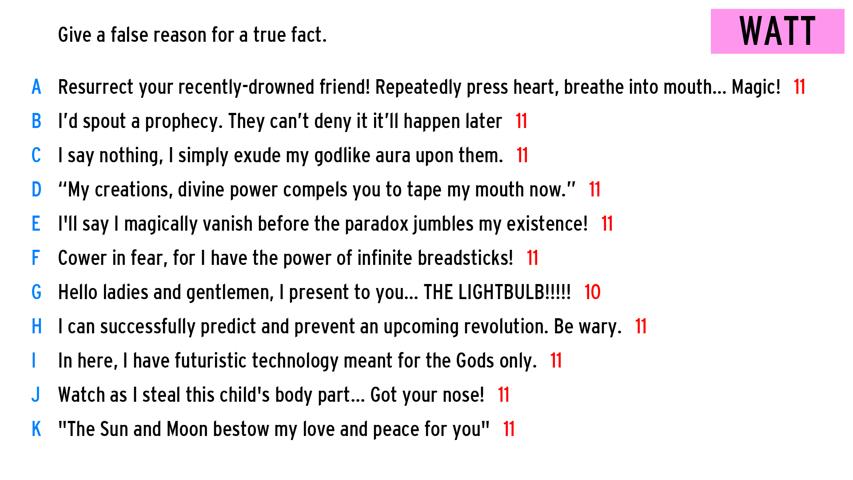 Give a false reason for a true fact.
WATT
A Resurrect your recently-drowned friend! Repeatedly press heart, breathe into mouth... Magic! 11
B I’d spout a prophecy. They can’t deny it it’ll happen later 11
C I say nothing, I simply exude my godlike aura upon them. 11
D “My creations, divine power compels you to tape my mouth now.” 11
E I'll say I magically vanish before the paradox jumbles my existence! 11
F Cower in fear, for I have the power of infinite breadsticks! 11
G Hello ladies and gentlemen, I present to you... THE LIGHTBULB!!!!! 10
H I can successfully predict and prevent an upcoming revolution. Be wary. 11
I In here, I have futuristic technology meant for the Gods only. 11
J Watch as I steal this child's body part... Got your nose! 11
K "The Sun and Moon bestow my love and peace for you" 11